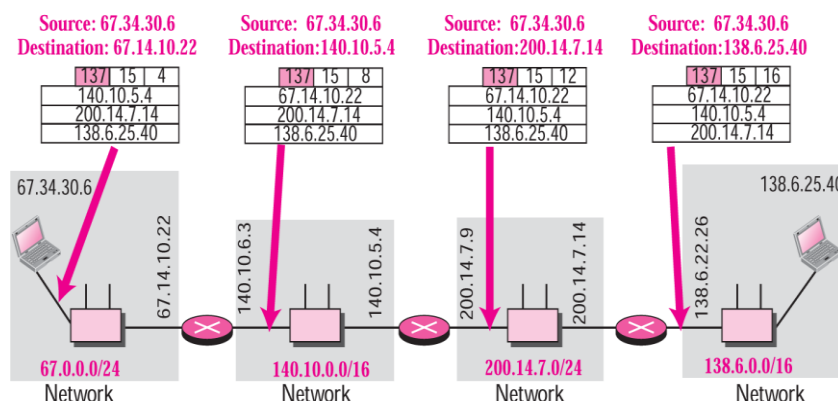 Source: 67.34.30.6
Destination: 67.14.10.22
137 15 4
140.10.5.4
200.14.7.14
138.6.25.40
Source: 67.34.30.6
Destination:140.10.5.4
137 15 8
67.14.10.22
200.14.7.14
138.6.25.40
Source: 67.34.30.6
Destination:200.14.7.14
137 15 12
67.14.10.22
140.10.5.4
138.6.25.40
Source: 67.34.30.6
Destination:138.6.25.40
137 15 16
67.14.10.22
140.10.5.4
200.14.7.14
67.34.30.6
67.14.10.22
67.0.0.0/24
Network
140.10.6.3
140.10.5.4
140.10.0.0/16
Network
200.14.7.9
200.14.7.14
200.14.7.0/24
Network
138.6.22.26
138.6.25.40
138.6.0.0/16
Network